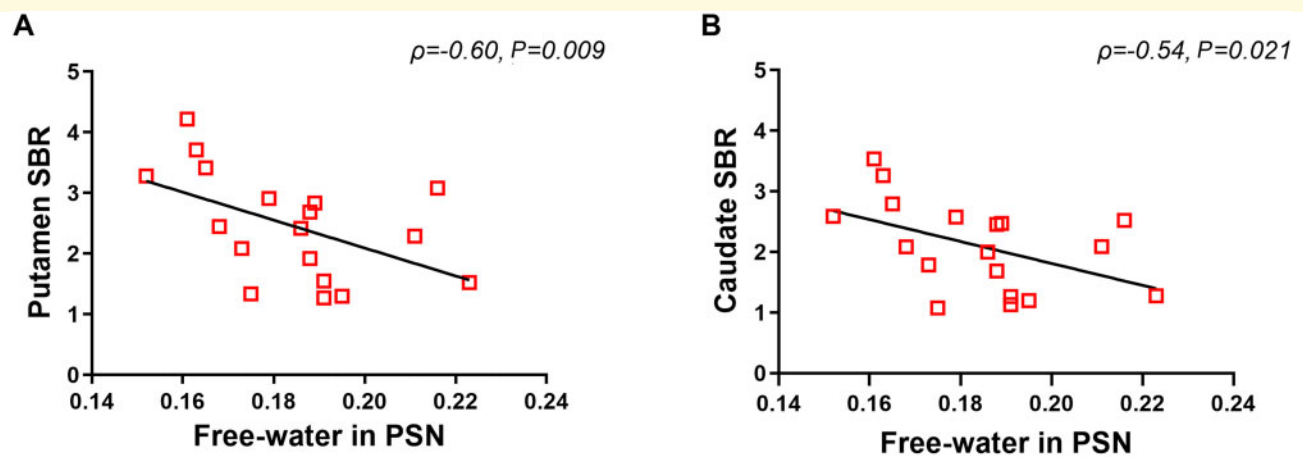 A
ρ=-0.60, P=0.009
Putamen SBR
5
4
3
2
1
0
0.14 0.16 0.18 0.20 0.22 0.24
Free-water in PSN
B
ρ=-0.54, P=0.021
Caudate SBR
5
4
3
2
1
0
0.14 0.16 0.18 0.20 0.22 0.24
Free-water in PSN